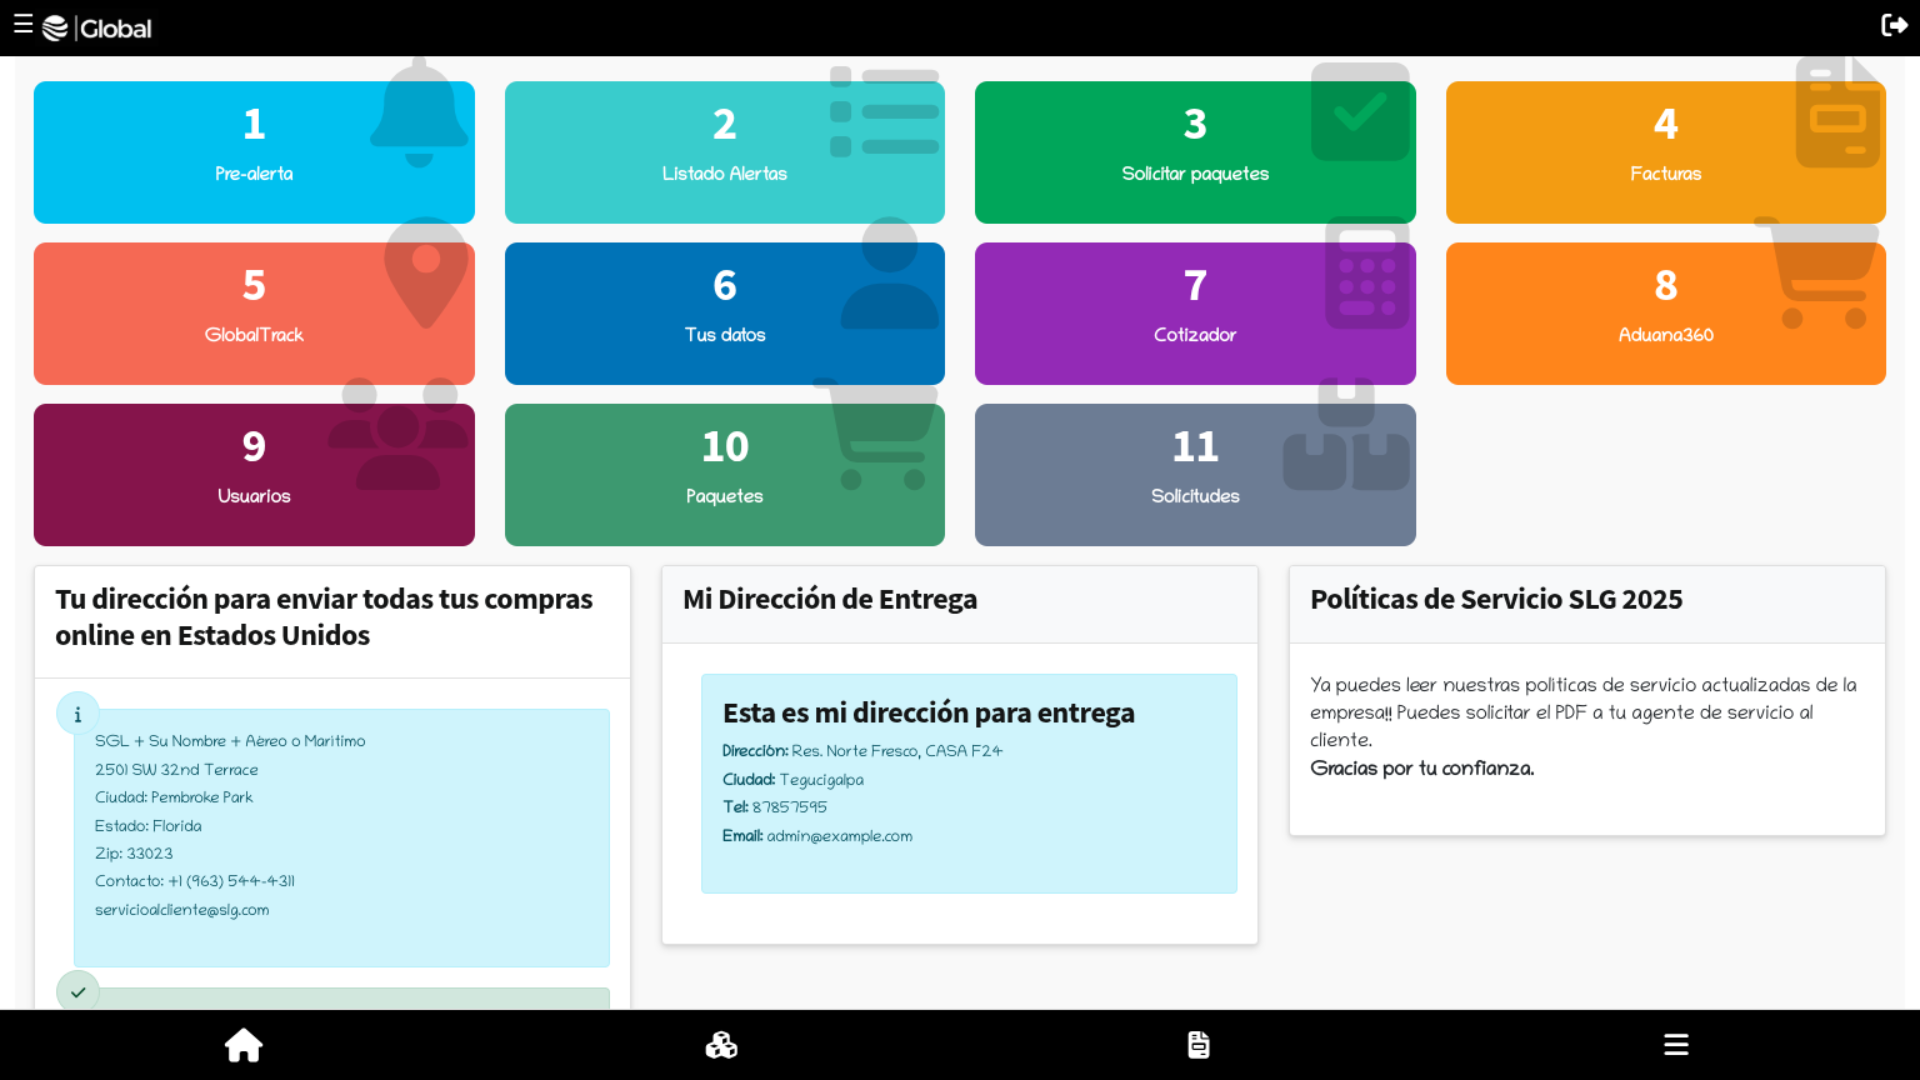 Global
1
Pre-alerta
2
Listado Alertas
3
Solicitar paquetes
4
Facturas
5
GlobalTrack
6
Tus datos
7
Cotizador
8
Aduana360
9
Usuarios
10
Paquetes
11
Solicitudes
Tu dirección para enviar todas tus compras
online en Estados Unidos
SGL + Su Nombre + Aéreo o Marítimo
2501 SW 32nd Terrace
Ciudad: Pembroke Park
Estado: Florida
Zip: 33023
Contacto: +1 (963) 544-4311
servicioalcliente@slg.com
Mi Dirección de Entrega
Esta es mi dirección para entrega
Dirección: Res. Norte Fresco, CASA F24
Ciudad: Tegucigalpa
Tel: 87857595
Email: admin@example.com
Políticas de Servicio SLG 2025
Ya puedes leer nuestras politicas de servicio actualizadas de la
empresa!! Puedes solicitar el PDF a tu agente de servicio al
cliente.
Gracias por tu confianza.